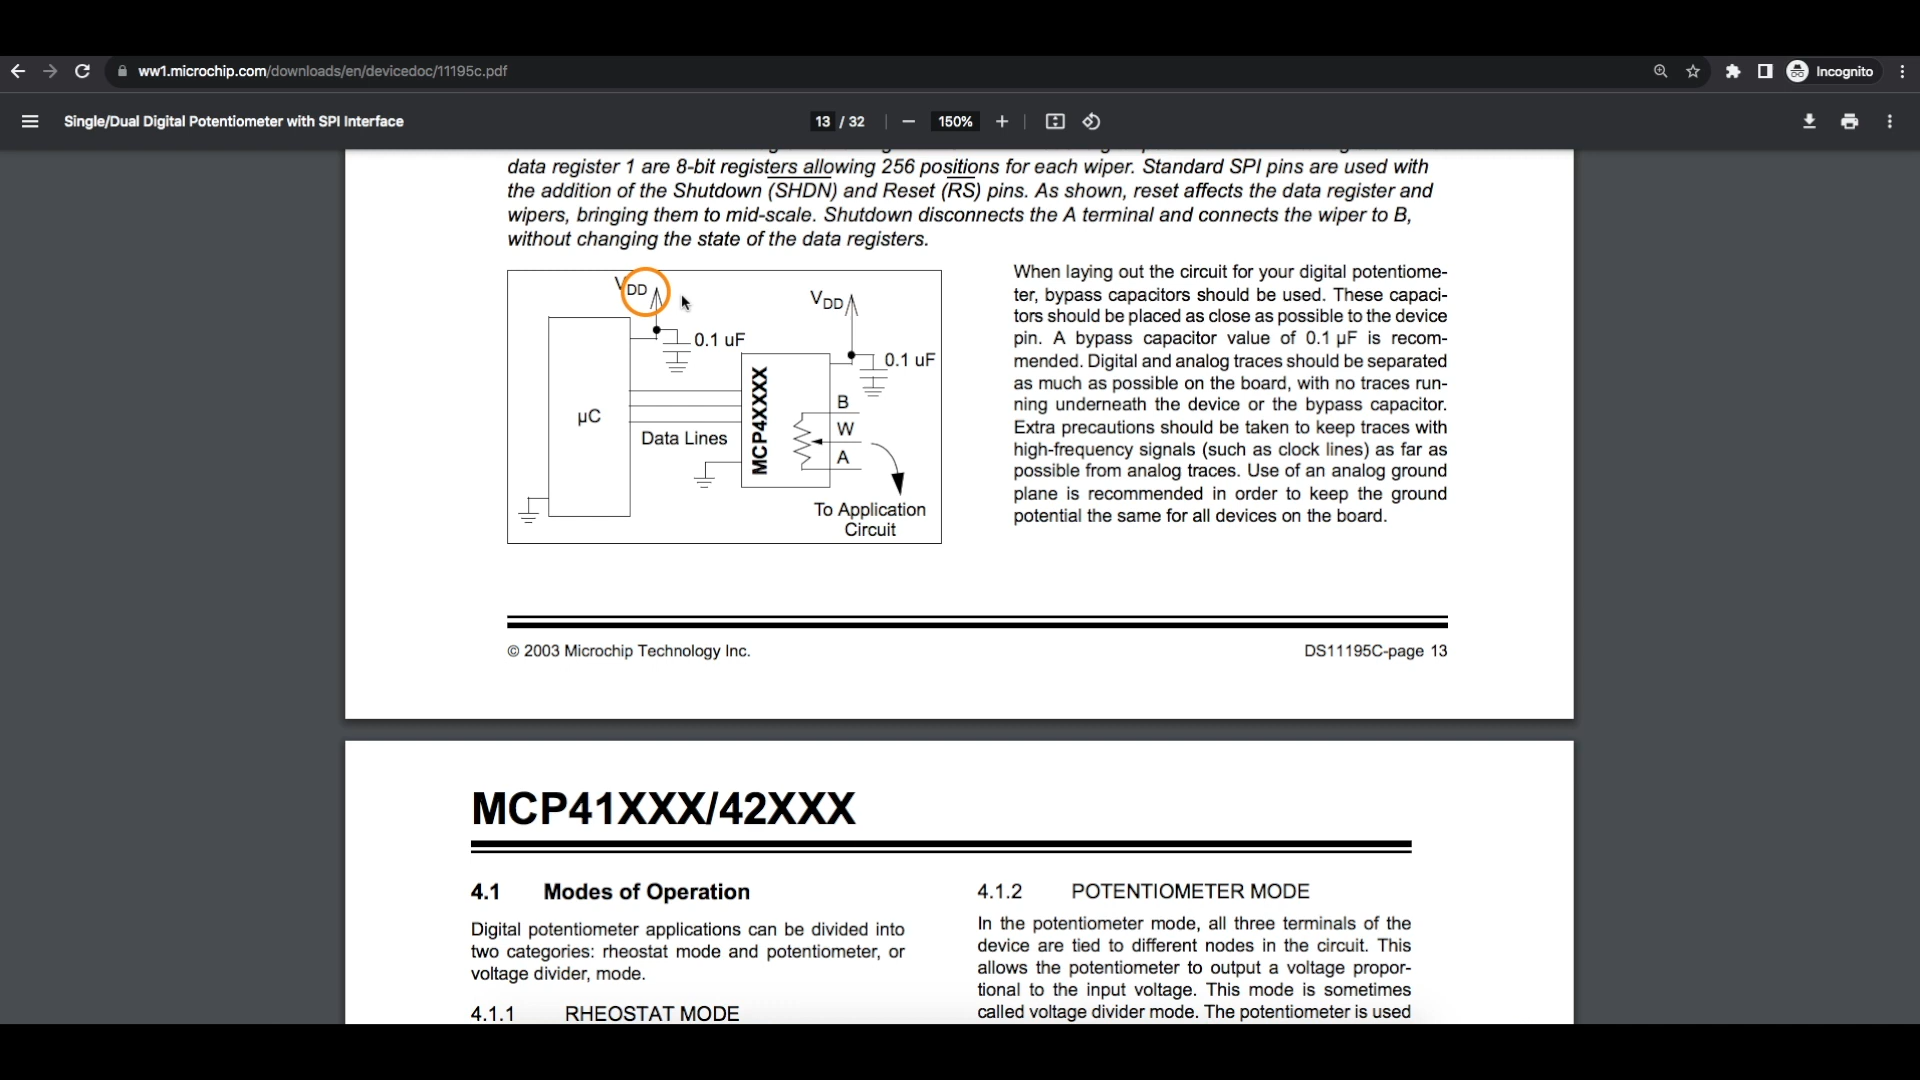 ww1.microchip.com/downloads/en/devicedoc/11195c.pdf
Incognito
Single/Dual Digital Potentiometer with SPI Interface
13 / 32
150%
data register 1 are 8-bit registers allowing 256 positions for each wiper. Standard SPI pins are used with
the addition of the Shutdown (SHDN) and Reset (RS) pins. As shown, reset affects the data register and
wipers, bringing them to mid-scale. Shutdown disconnects the A terminal and connects the wiper to B,
without changing the state of the data registers.
VDD
0.1 uF
µC
Data Lines
MCP4XXXX
VDD
0.1 uF
B
W
A
To Application
Circuit
When laying out the circuit for your digital potentiome-
ter, bypass capacitors should be used. These capaci-
tors should be placed as close as possible to the device
pin. A bypass capacitor value of 0.1 µF is recom-
mended. Digital and analog traces should be separated
as much as possible on the board, with no traces run-
ning underneath the device or the bypass capacitor.
Extra precautions should be taken to keep traces with
high-frequency signals (such as clock lines) as far as
possible from analog traces. Use of an analog ground
plane is recommended in order to keep the ground
potential the same for all devices on the board.
© 2003 Microchip Technology Inc.
DS11195C-page 13
MCP41XXX/42XXX
4.1 Modes of Operation
Digital potentiometer applications can be divided into
two categories: rheostat mode and potentiometer, or
voltage divider, mode.
4.1.1 RHEOSTAT MODE
4.1.2 POTENTIOMETER MODE
In the potentiometer mode, all three terminals of the
device are tied to different nodes in the circuit. This
allows the potentiometer to output a voltage propor-
tional to the input voltage. This mode is sometimes
called voltage divider mode. The potentiometer is used